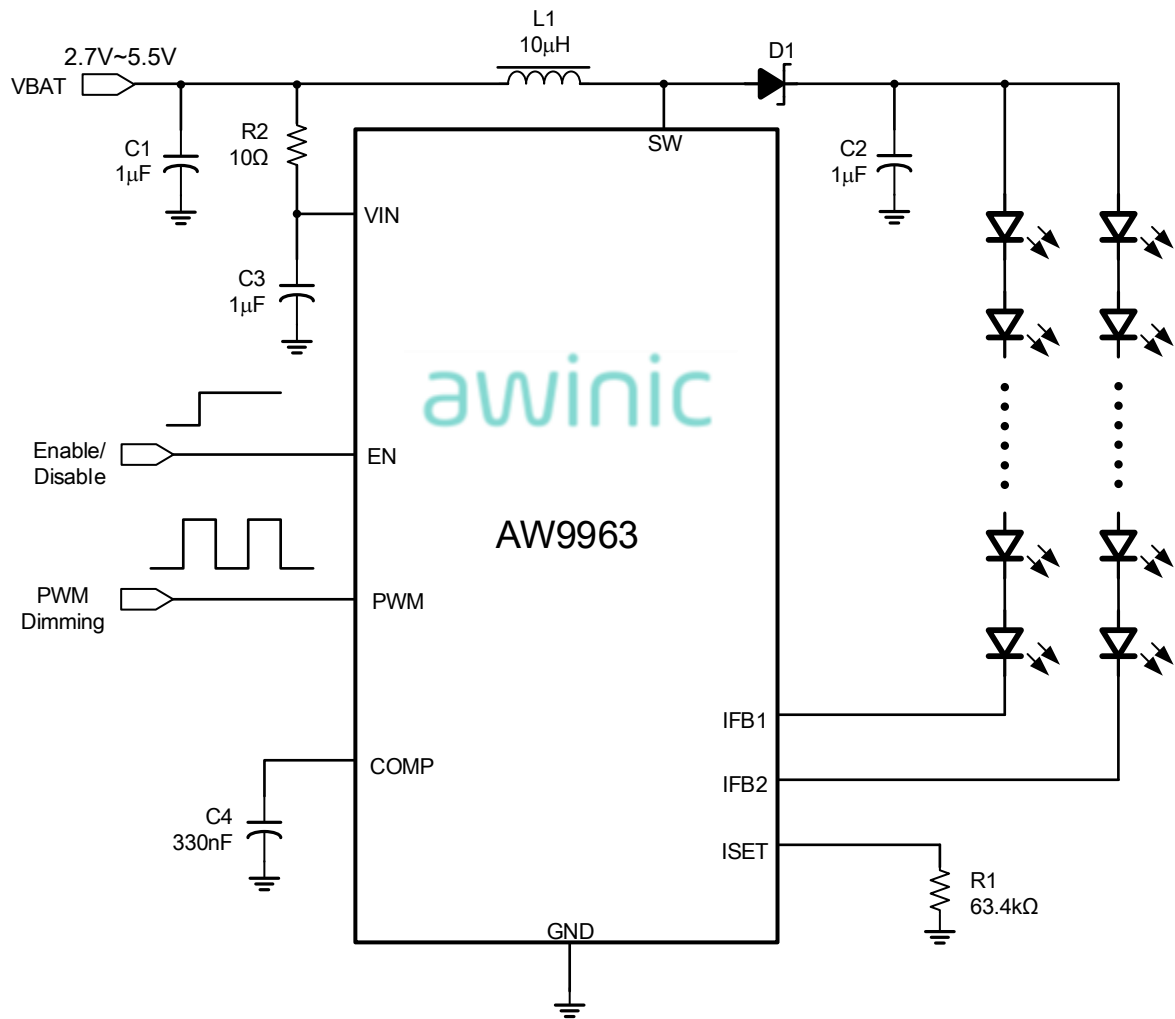 2.7V~5.5V
VBAT
L1
10μH
D1
C1
1μF
R2
10Ω
SW
C2
1μF
VIN
C3
1μF
awinic
Enable/
Disable
EN
AW9963
PWM
Dimming
PWM
IFB1
COMP
IFB2
C4
330nF
ISET
R1
63.4kΩ
GND